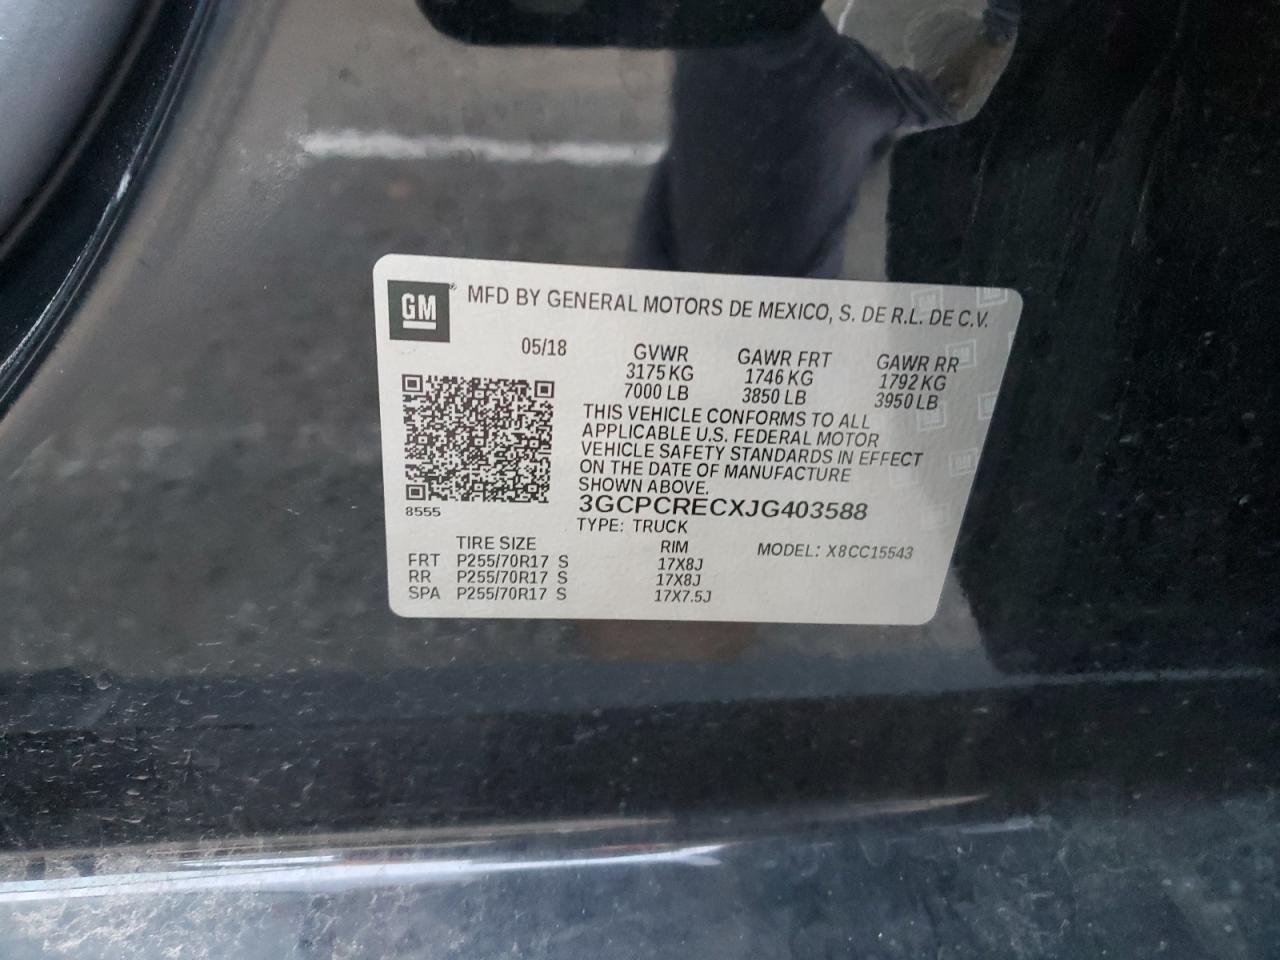 GM MFD BY GENERAL MOTORS DE MEXICO, S. DE R.L. DE C.V.
05/18 GVWR GAWR FRT GAWR RR
3175 KG 1746 KG 1792 KG
7000 LB 3850 LB 3950 LB
THIS VEHICLE CONFORMS TO ALL
APPLICABLE U.S. FEDERAL MOTOR
VEHICLE SAFETY STANDARDS IN EFFECT
ON THE DATE OF MANUFACTURE
SHOWN ABOVE.
3GCPCRECXJG403588
8555
TYPE: TRUCK
TIRE SIZE RIM MODEL: X8CC15543
FRT P255/70R17 S 17X8J
RR P255/70R17 S 17X8J
SPA P255/70R17 S 17X7.5J